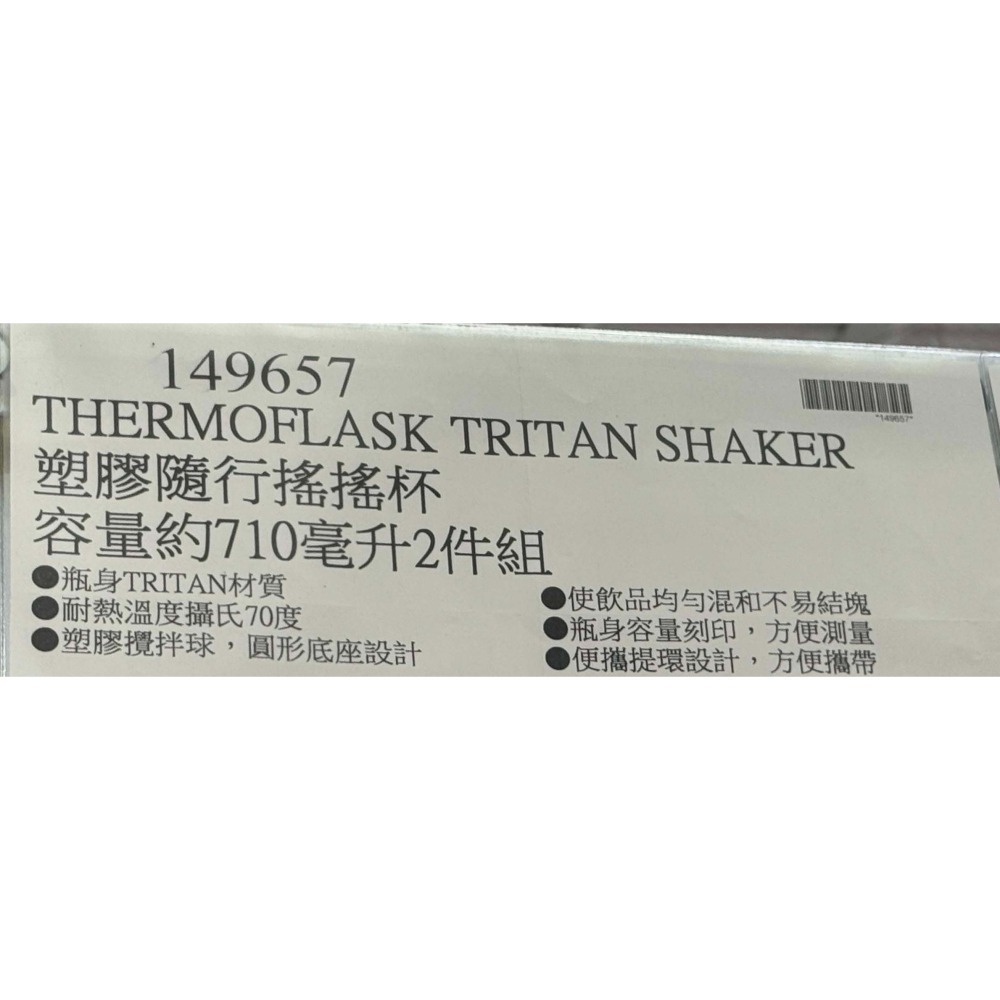 149657
"149657"
THERMOFLASK TRITAN SHAKER
塑膠隨行搖搖杯
容量約710毫升2件組
●瓶身TRITAN材質
●耐熱溫度攝氏70度
●塑膠攪拌球，圓形底座設計
●使飲品均勻混和不易結塊
●瓶身容量刻印，方便測量
●便攜提環設計，方便攜帶